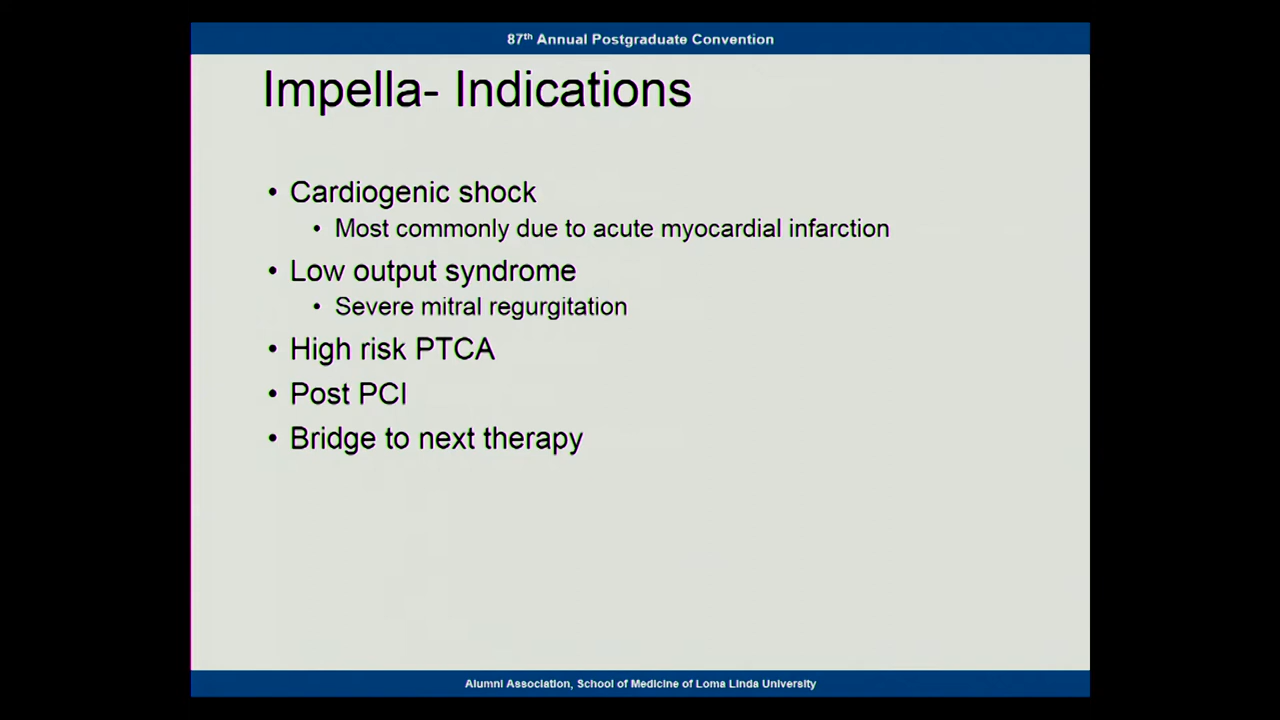 87th Annual Postgraduate Convention
Impella- Indications
• Cardiogenic shock
• Most commonly due to acute myocardial infarction
• Low output syndrome
• Severe mitral regurgitation
• High risk PTCA
• Post PCI
• Bridge to next therapy
Alumni Association, School of Medicine of Loma Linda University